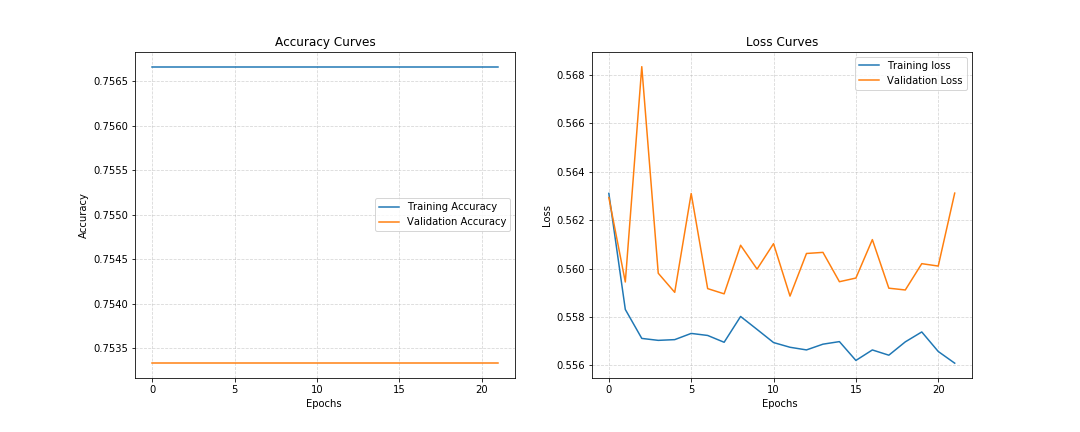 Accuracy Curves
Accuracy
0.7565
0.7560
0.7555
0.7550
0.7545
0.7540
0.7535
Training Accuracy
Validation Accuracy
0
5
10
15
20
Epochs
Loss Curves
Loss
0.568
0.566
0.564
0.562
0.560
0.558
0.556
Training loss
Validation Loss
0
5
10
15
20
Epochs